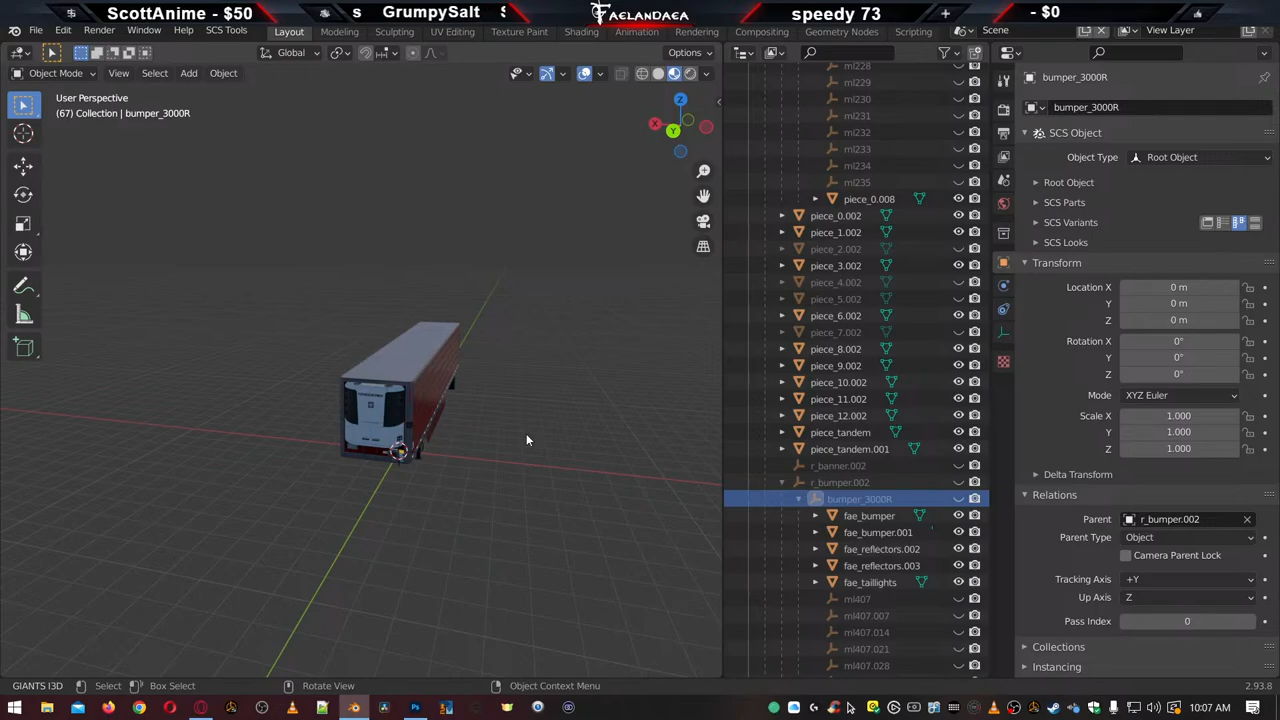 ScottAnime - $50
s
GrumpySalt
FAELANDAEA
speedy 73
- $0
File
Edit
Render
Window
Help
SCS Tools
Layout
Modeling
Sculpting
UV Editing
Texture Paint
Shading
Animation
Rendering
Compositing
Geometry Nodes
Scripting
Scene
View Layer
Global
Options
Object Mode
View
Select
Add
Object
User Perspective
(67) Collection | bumper_3000R
Z
X
Y
ml228
ml229
ml230
ml231
ml232
ml233
ml234
ml235
piece_0.008
piece_0.002
piece_1.002
piece_2.002
piece_3.002
piece_4.002
piece_5.002
piece_6.002
piece_7.002
piece_8.002
piece_9.002
piece_10.002
piece_11.002
piece_12.002
piece_tandem
piece_tandem.001
r_banner.002
r_bumper.002
bumper_3000R
fae_bumper
fae_bumper.001
fae_reflectors.002
fae_reflectors.003
fae_taillights
ml407
ml407.007
ml407.014
ml407.021
ml407.028
bumper_3000R
bumper_3000R
SCS Object
Object Type
Root Object
Root Object
SCS Parts
SCS Variants
SCS Looks
Transform
Location X
0 m
Y
0 m
Z
0 m
Rotation X
0°
Y
0°
Z
0°
Mode
XYZ Euler
Scale X
1.000
Y
1.000
Z
1.000
Delta Transform
Relations
Parent
r_bumper.002
Parent Type
Object
Camera Parent Lock
Tracking Axis
+Y
Up Axis
Z
Pass Index
0
Collections
Instancing
GIANTS I3D
Select
Box Select
Rotate View
Object Context Menu
2.93.8
10:07 AM